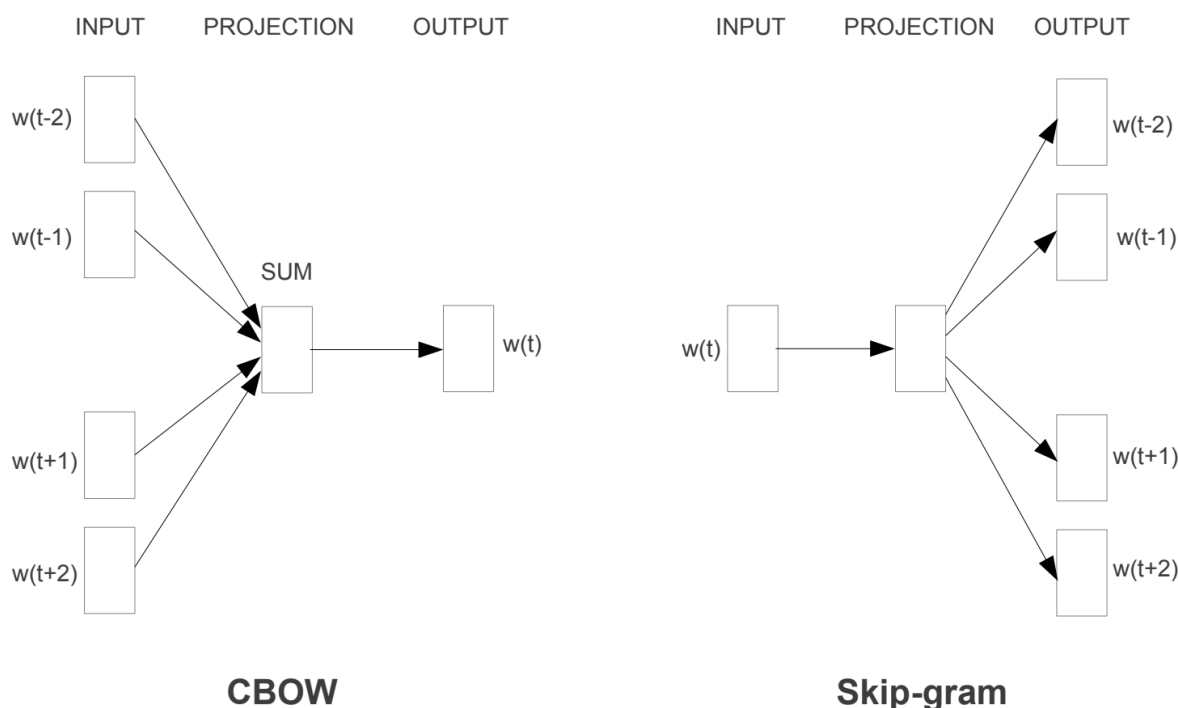 INPUT PROJECTION OUTPUT
w(t-2)
w(t-1)
SUM
w(t)
w(t+1)
w(t+2)
CBOW
INPUT PROJECTION OUTPUT
w(t-2)
w(t-1)
w(t)
w(t+1)
w(t+2)
Skip-gram